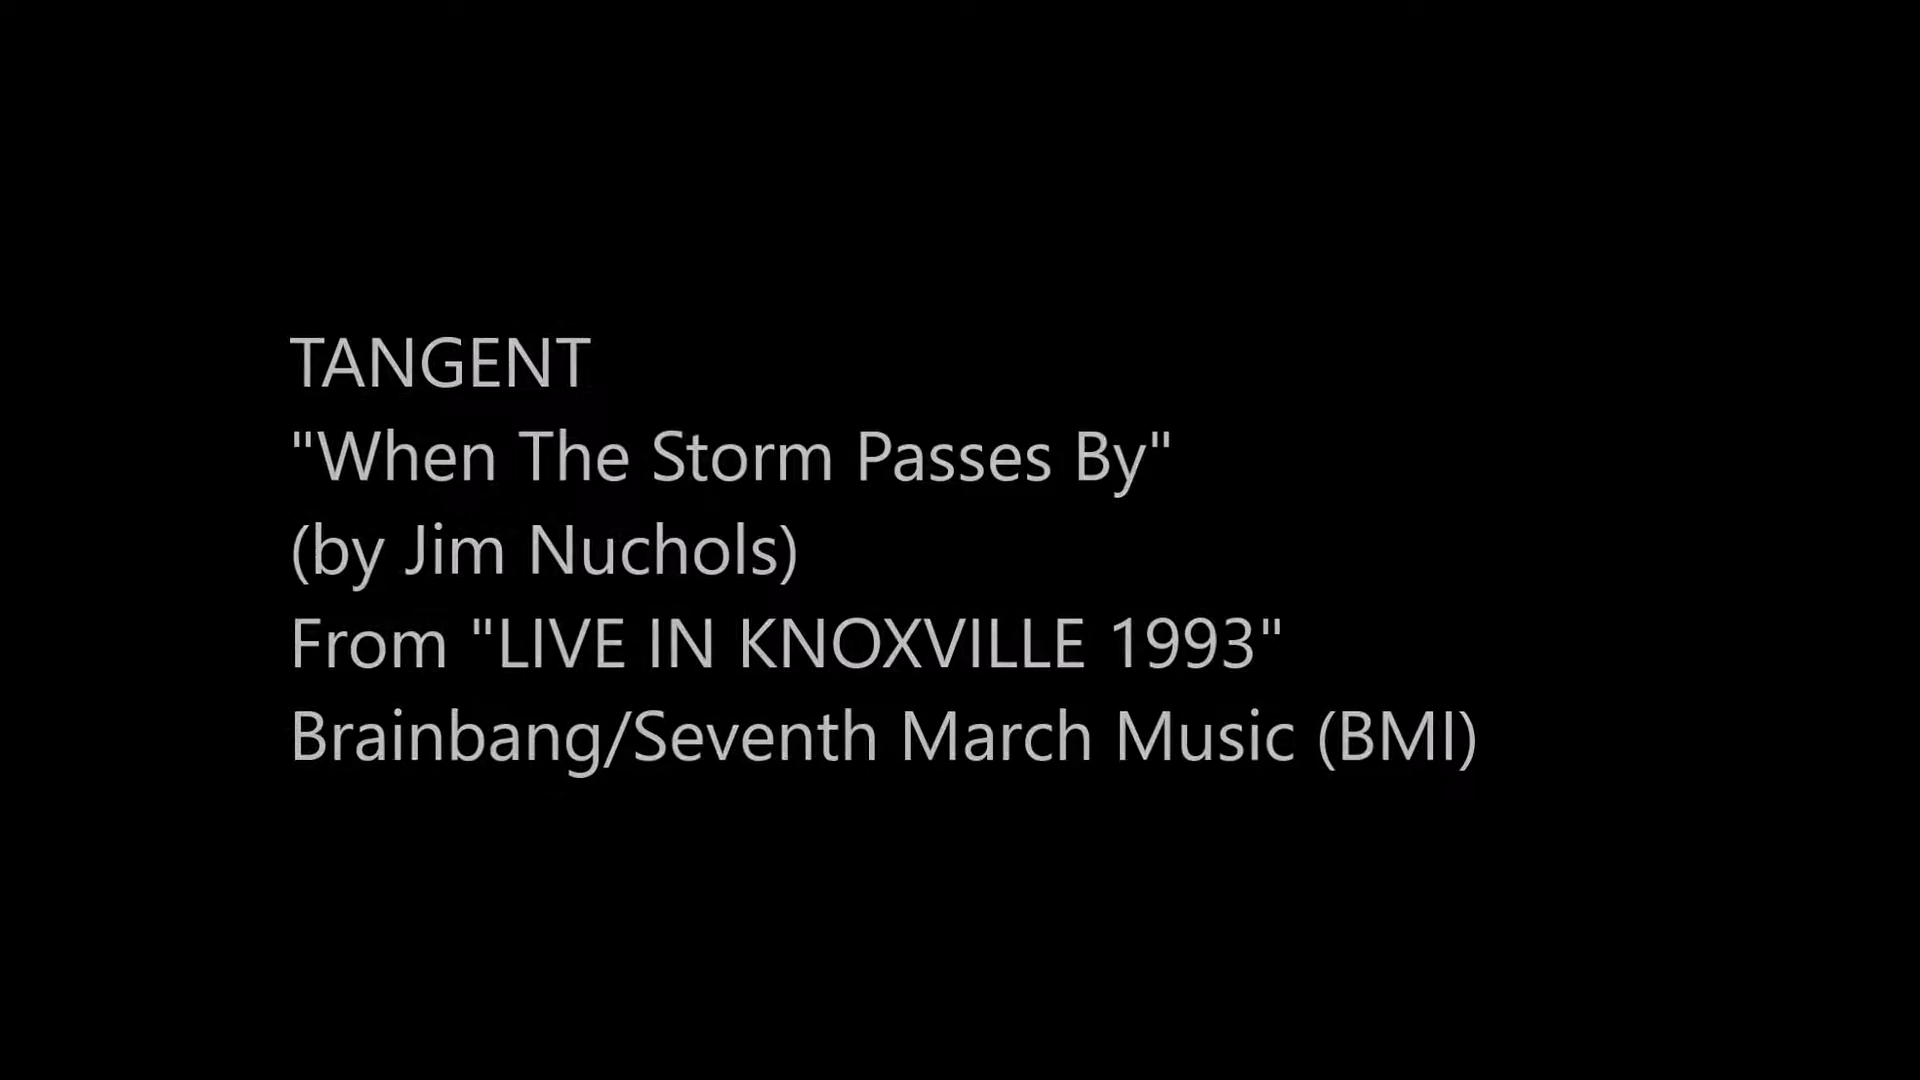 TANGENT
"When The Storm Passes By"
(by Jim Nuchols)
From "LIVE IN KNOXVILLE 1993"
Brainbang/Seventh March Music (BMI)